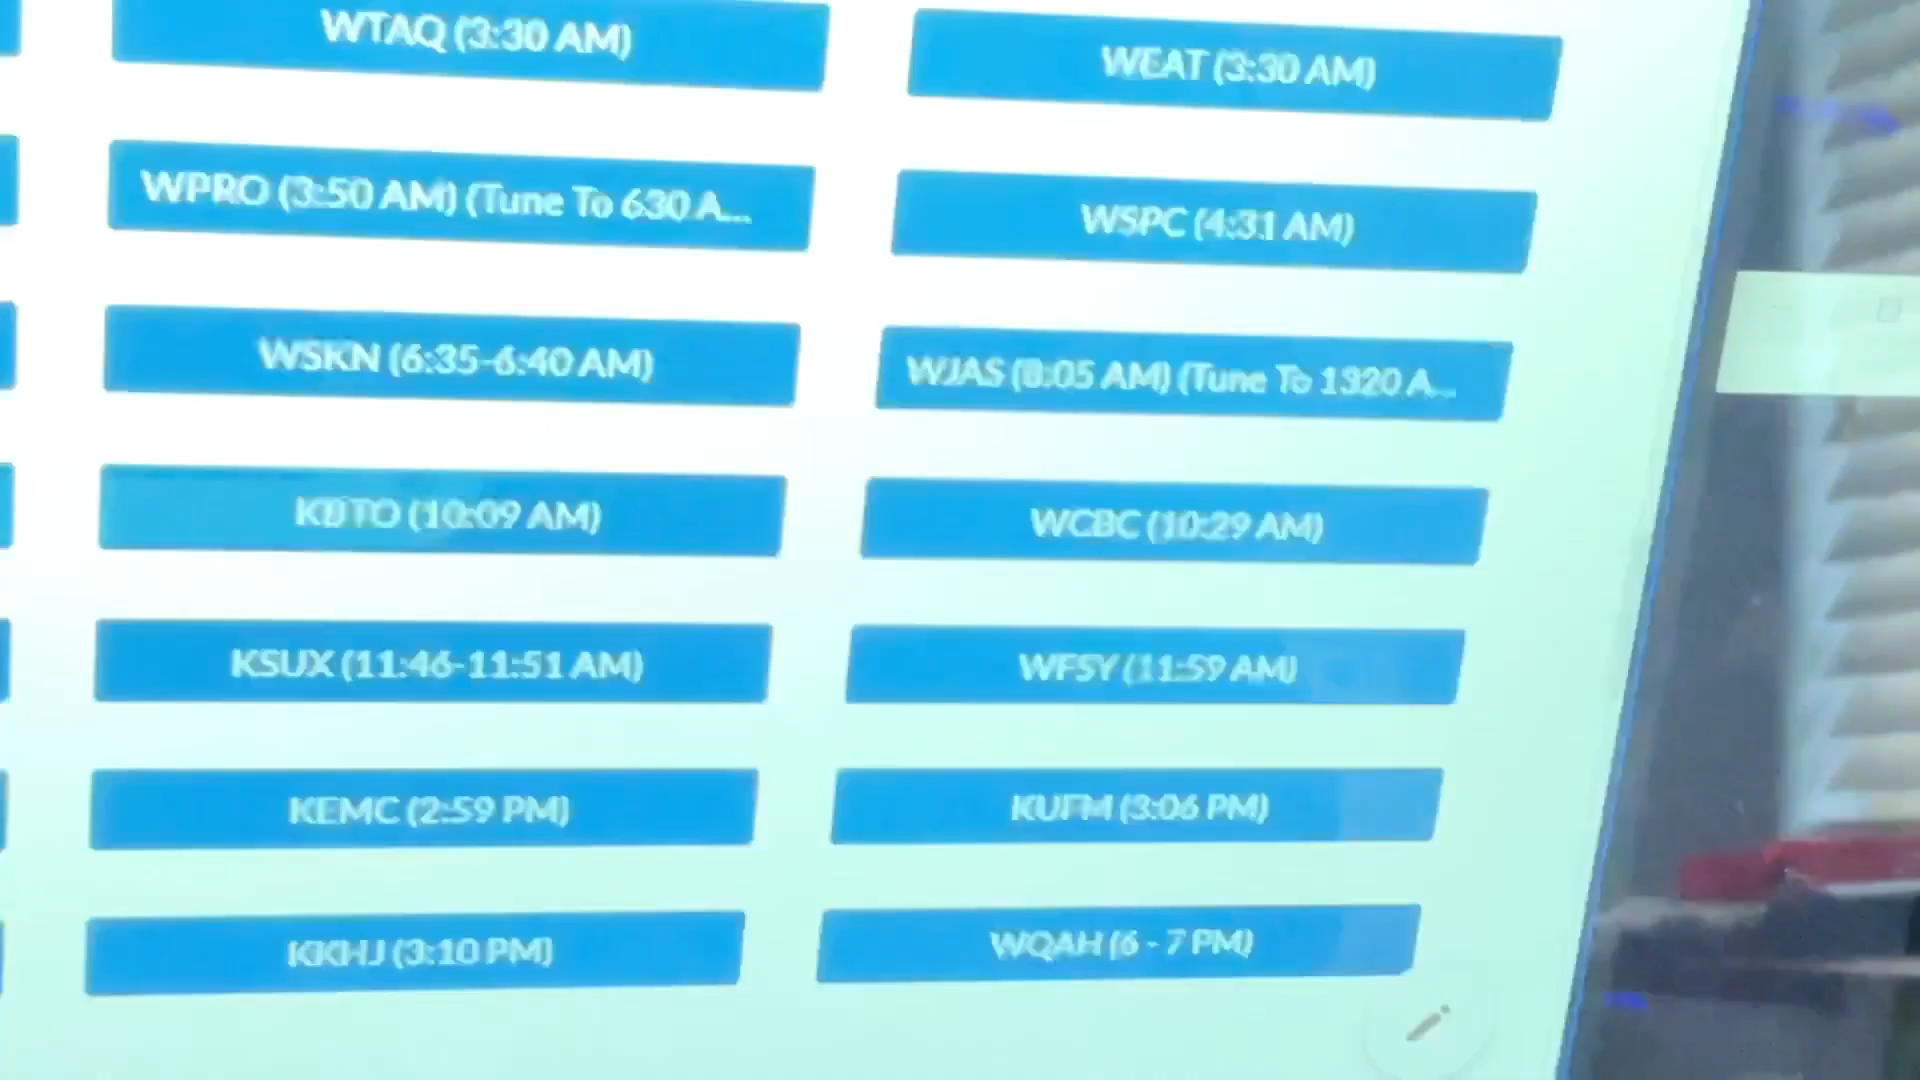 WTAQ (3:30 AM)
WEAT (3:30 AM)
WPRO (3:50 AM) (Tune To 630 A...
WSPC (4:31 AM)
WSKN (6:35-6:40 AM)
WJAS (8:05 AM) (Tune To 1320 A...
KBTO (10:09 AM)
WCBC (10:29 AM)
KSUX (11:46-11:51 AM)
WFSY (11:59 AM)
KEMC (2:59 PM)
KUFM (3:06 PM)
KKHJ (3:10 PM)
WQAH (6 - 7 PM)